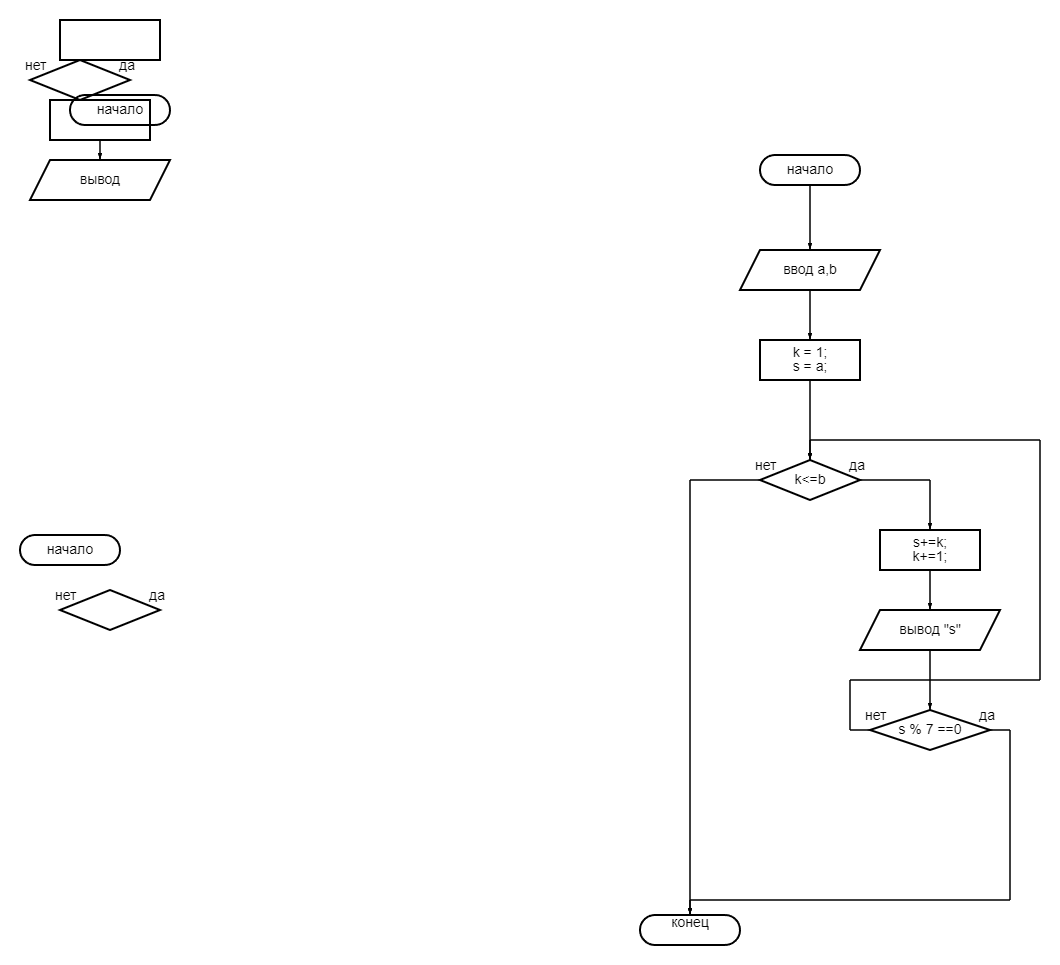 нет
да
начало
вывод
начало
ввод a,b
k = 1;
s = a;
нет
да
k<=b
s+=k;
k+=1;
начало
нет
да
вывод "s"
нет
да
s % 7 ==0
конец